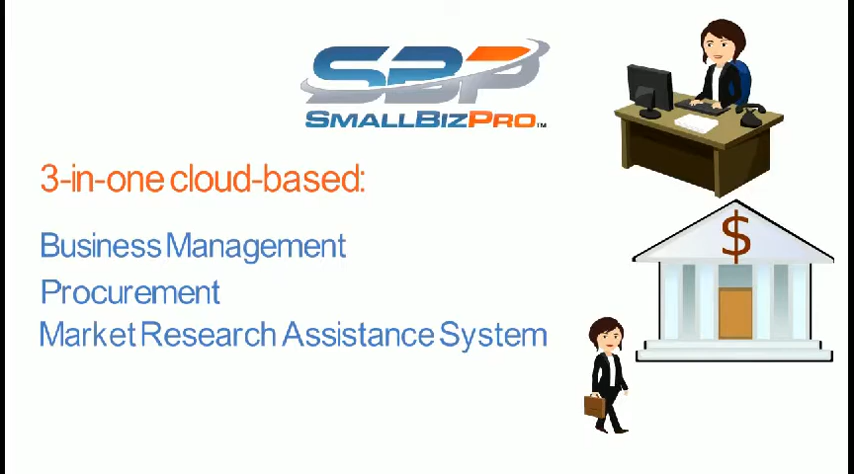 SBP
SMALLBIZPRO™
3-in-one cloud-based:
$
Business Management
Procurement
Market Research Assistance System